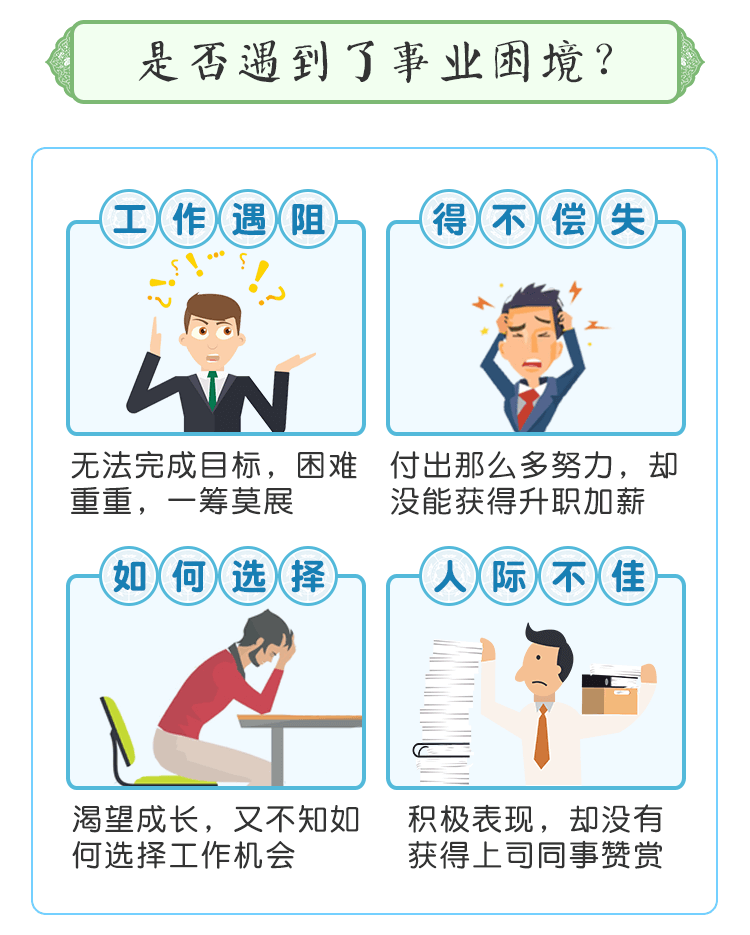 是否遇到了事业困境?
工作遇阻
无法完成目标，困难
重重，一筹莫展
得不偿失
付出那么多努力，却
没能获得升职加薪
如何选择
渴望成长，又不知如
何选择工作机会
人际不佳
积极表现，却没有
获得上司同事赞赏